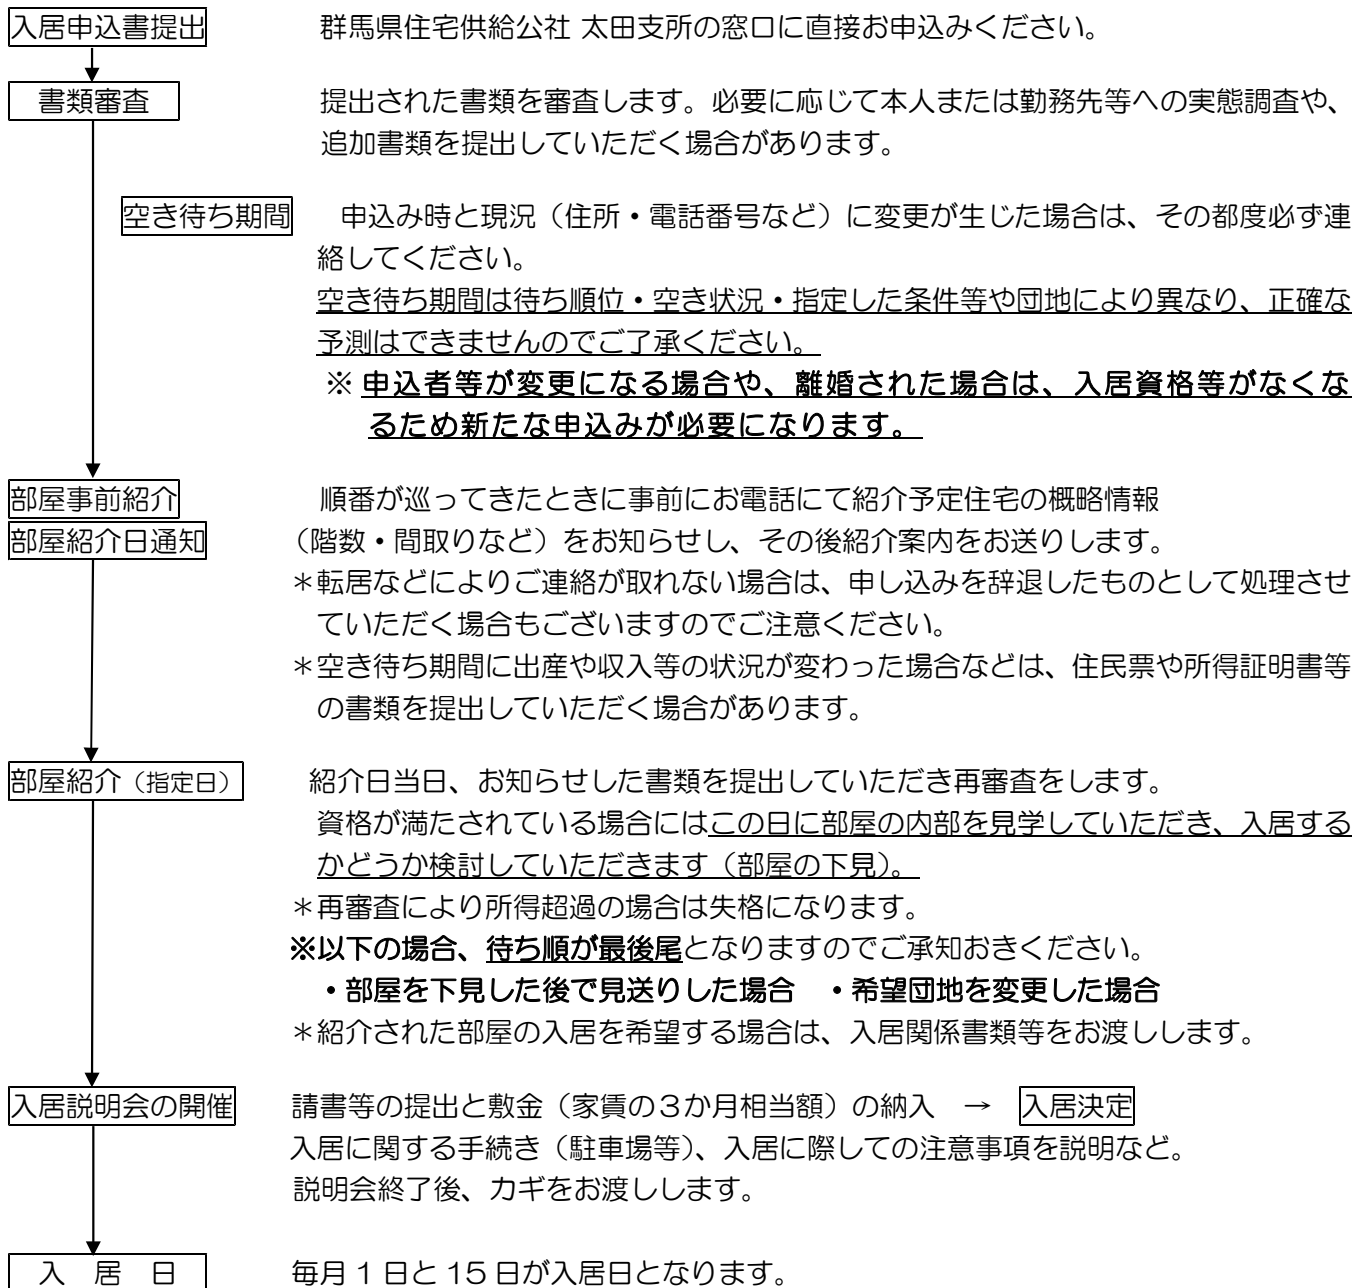 入居申込書提出　群馬県住宅供給公社 太田支所の窓口に直接お申込みください。
書類審査　提出された書類を審査します。必要に応じて本人または勤務先等への実態調査や、
追加書類を提出していただく場合があります。
空き待ち期間　申込み時と現況（住所・電話番号など）に変更が生じた場合は、その都度必ず連
絡してください。
空き待ち期間は待ち順位・空き状況・指定した条件等や団地により異なり、正確な
予測はできませんのでご了承ください。
※ 申込者等が変更になる場合や、離婚された場合は、入居資格等がなくな
るため新たな申込みが必要になります。
部屋事前紹介　順番が巡ってきたときに事前にお電話にて紹介予定住宅の概略情報
部屋紹介日通知　（階数・間取りなど）をお知らせし、その後紹介案内をお送りします。
＊転居などによりご連絡が取れない場合は、申し込みを辞退したものとして処理させ
ていただく場合もございますのでご注意ください。
＊空き待ち期間に出産や収入等の状況が変わった場合などは、住民票や所得証明書等
の書類を提出していただく場合があります。
部屋紹介（指定日）　紹介日当日、お知らせした書類を提出していただき再審査をします。
資格が満たされている場合にはこの日に部屋の内部を見学していただき、入居する
かどうか検討していただきます（部屋の下見）。
＊再審査により所得超過の場合は失格になります。
※以下の場合、待ち順が最後尾となりますのでご承知おきください。
・部屋を下見した後で見送りした場合　・希望団地を変更した場合
＊紹介された部屋の入居を希望する場合は、入居関係書類等をお渡しします。
入居説明会の開催　請書等の提出と敷金（家賃の３か月相当額）の納入　→　入居決定
入居に関する手続き（駐車場等）、入居に際しての注意事項を説明など。
説明会終了後、カギをお渡しします。
入　居　日　毎月 1 日と 15 日が入居日となります。